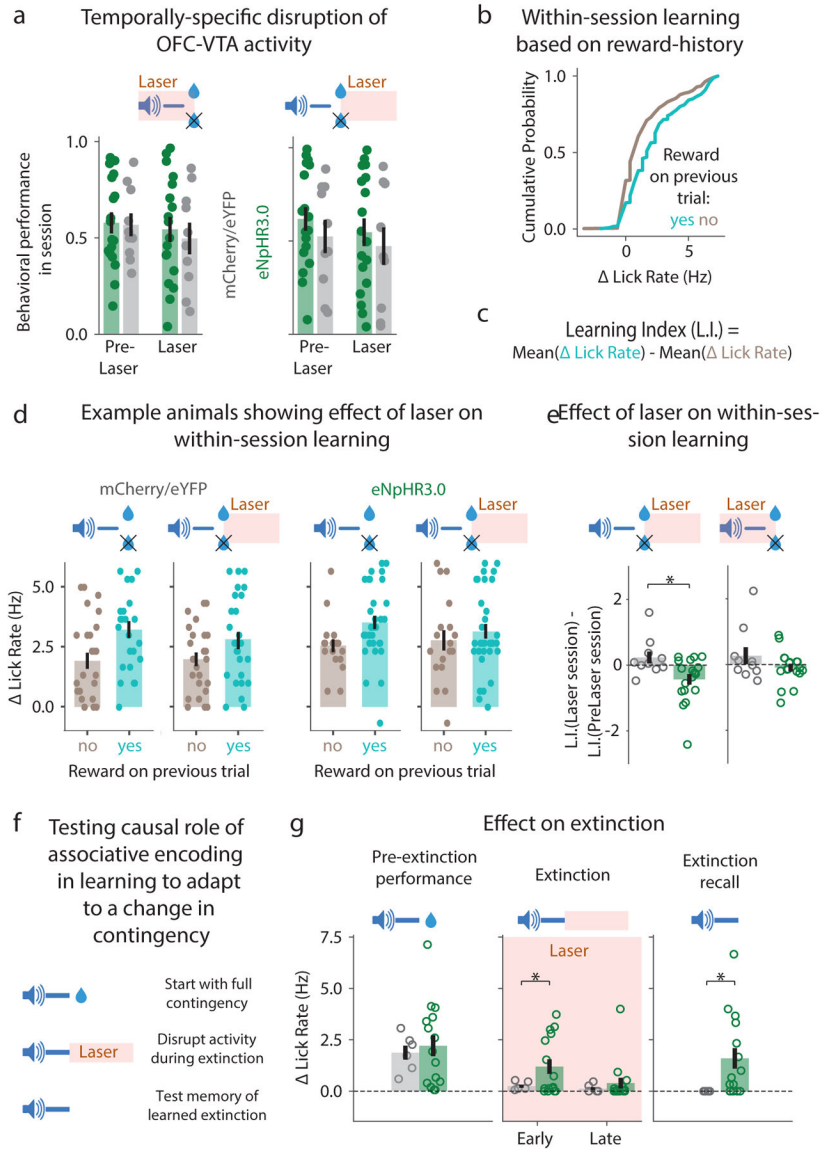 a
Temporally-specific disruption of
OFC-VTA activity
Laser
Laser
Behavioral performance
in session
1.0
0.5
0.0
Pre-
Laser
Laser
mCherry/eYFP
eNpHR3.0
Pre-
Laser
Laser
b
Within-session learning
based on reward-history
Cumulative Probability
1.0
0.5
0.0
Reward
on previous
trial:
yes no
0
5
Δ Lick Rate (Hz)
c
Learning Index (L.I.) =
Mean(Δ Lick Rate) - Mean(Δ Lick Rate)
d
Example animals showing effect of laser on
within-session learning
mCherry/eYFP
eNpHR3.0
Laser
Laser
Δ Lick Rate (Hz)
5.0
2.5
0.0
no yes
no yes
no yes
no yes
Reward on previous trial
Reward on previous trial
e
Effect of laser on within-ses-
sion learning
Laser
Laser
L.I.(Laser session) -
L.I.(PreLaser session)
2
0
-2
*
f
Testing causal role of
associative encoding
in learning to adapt
to a change in
contingency
Start with full
contingency
Laser
Disrupt activity
during extinction
Test memory of
learned extinction
g
Effect on extinction
Pre-extinction
performance
Extinction
Extinction
recall
Δ Lick Rate (Hz)
7.5
5.0
2.5
0.0
Laser
*
*
Early
Late